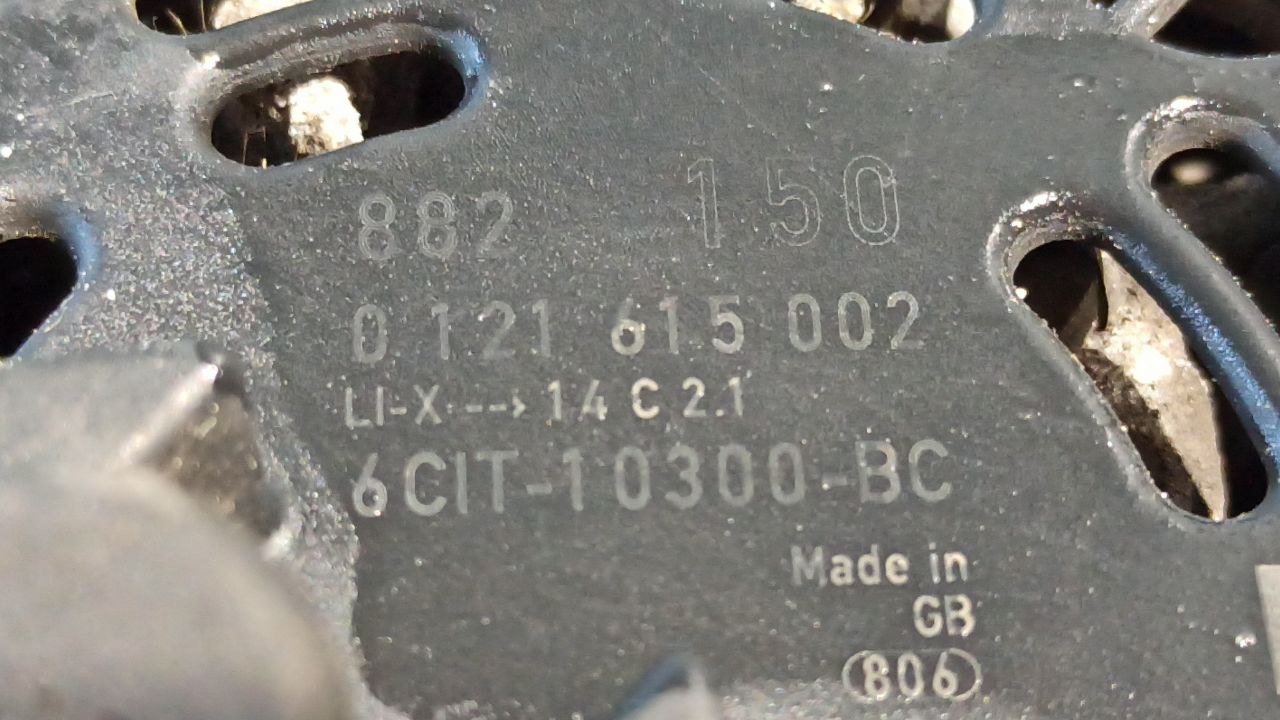 882 150
0 121 615 002
LI-X---> 14 C 2.1
6CIT-10300-BC
Made in
GB
806